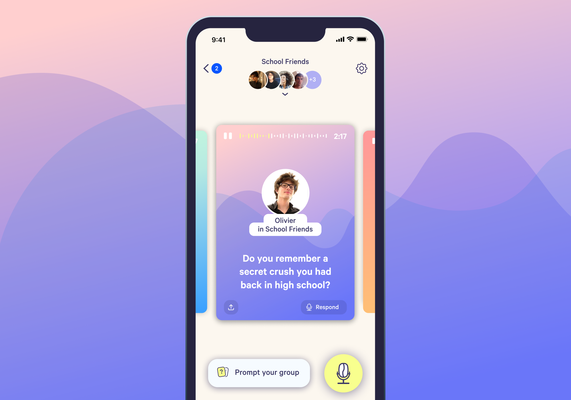 9:41
2
School Friends
+3
2:17
Olivier
in School Friends
Do you remember a
secret crush you had
back in high school?
Respond
Prompt your group